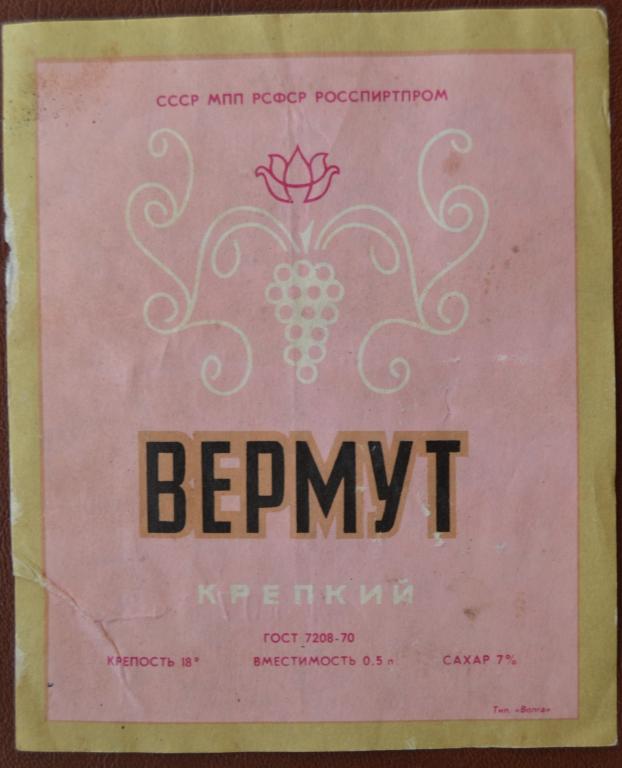 СССР МПП РСФСР РОССПИРТПРОМ
ВЕРМУТ
КРЕПКИЙ
ГОСТ 7208-70
КРЕПОСТЬ 18° ВМЕСТИМОСТЬ 0.5 л САХАР 7%
Тип. «Волга»